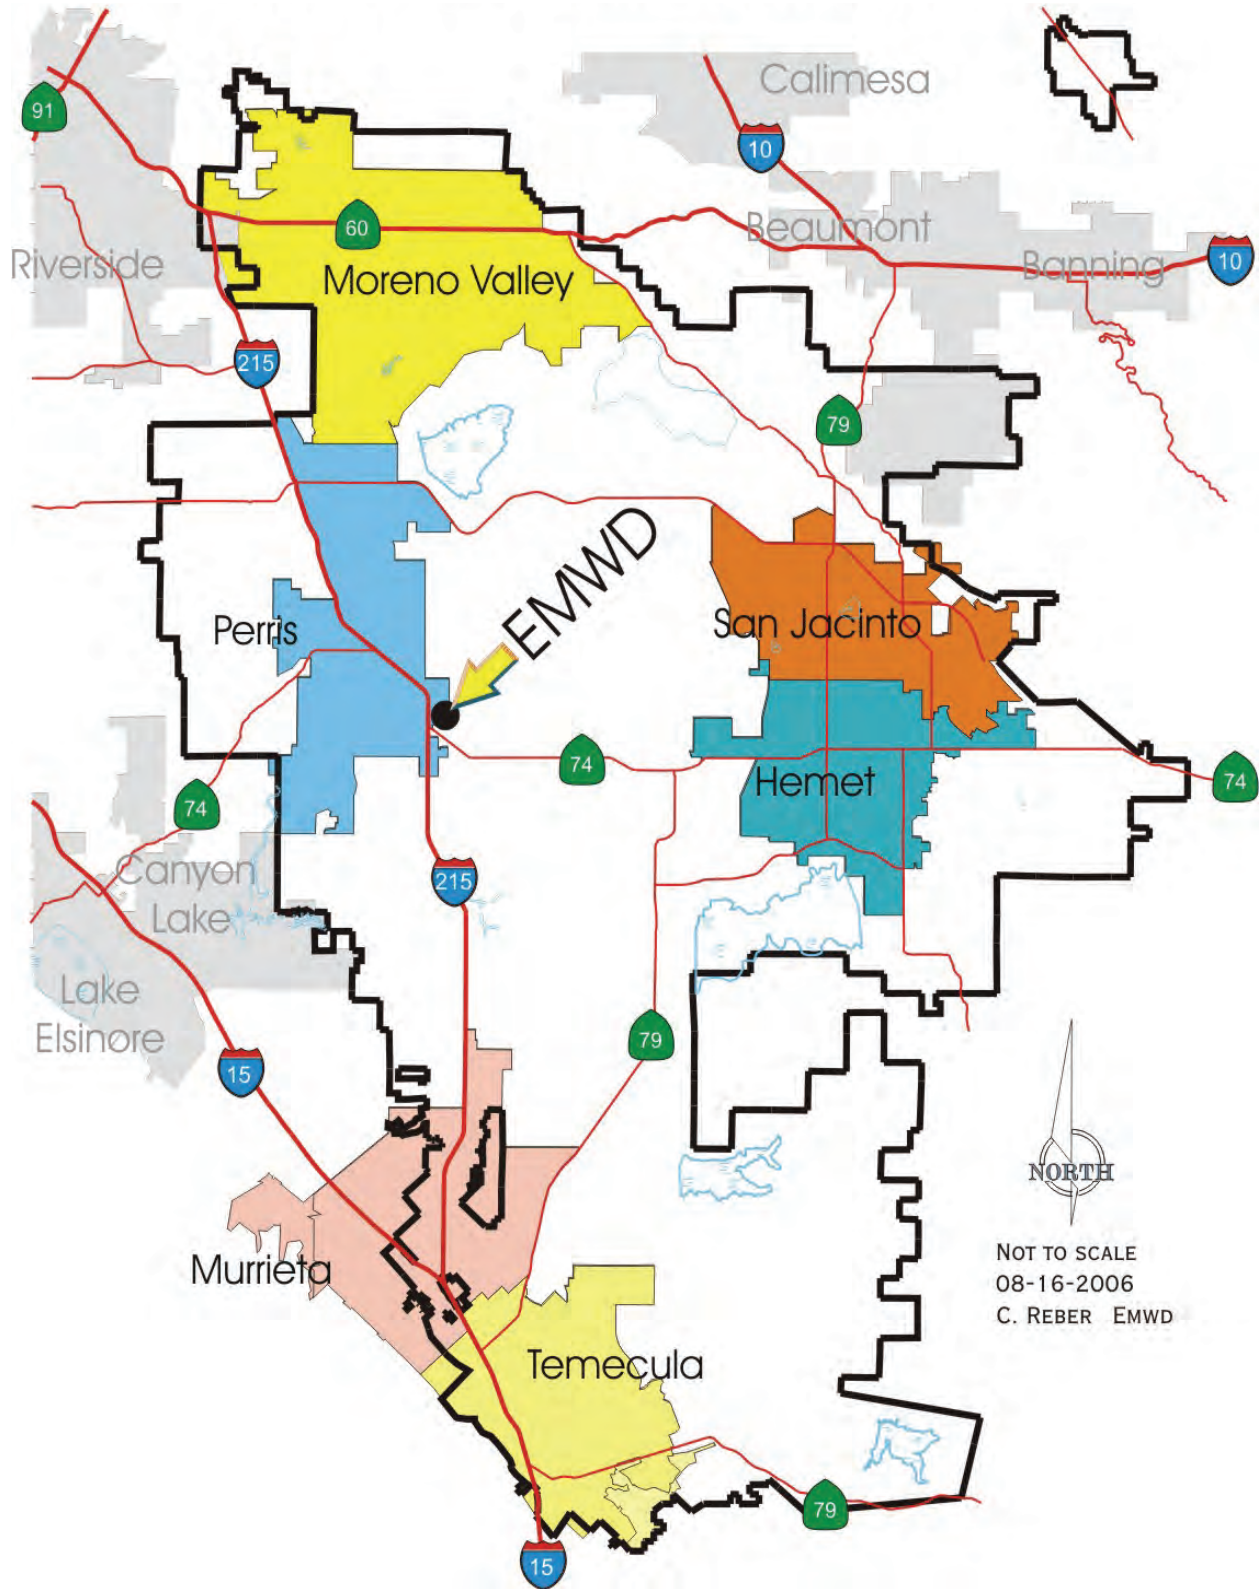 Calimesa
91
10
60
Beaumont
Riverside
Banning
10
Moreno Valley
215
79
EMWD
Perris
San Jacinto
74
74
Hemet
74
Canyon
Lake
215
Lake
Elsinore
79
15
NORTH
Murrieta
NOT TO SCALE
08-16-2006
C. REBER EMWD
Temecula
79
15